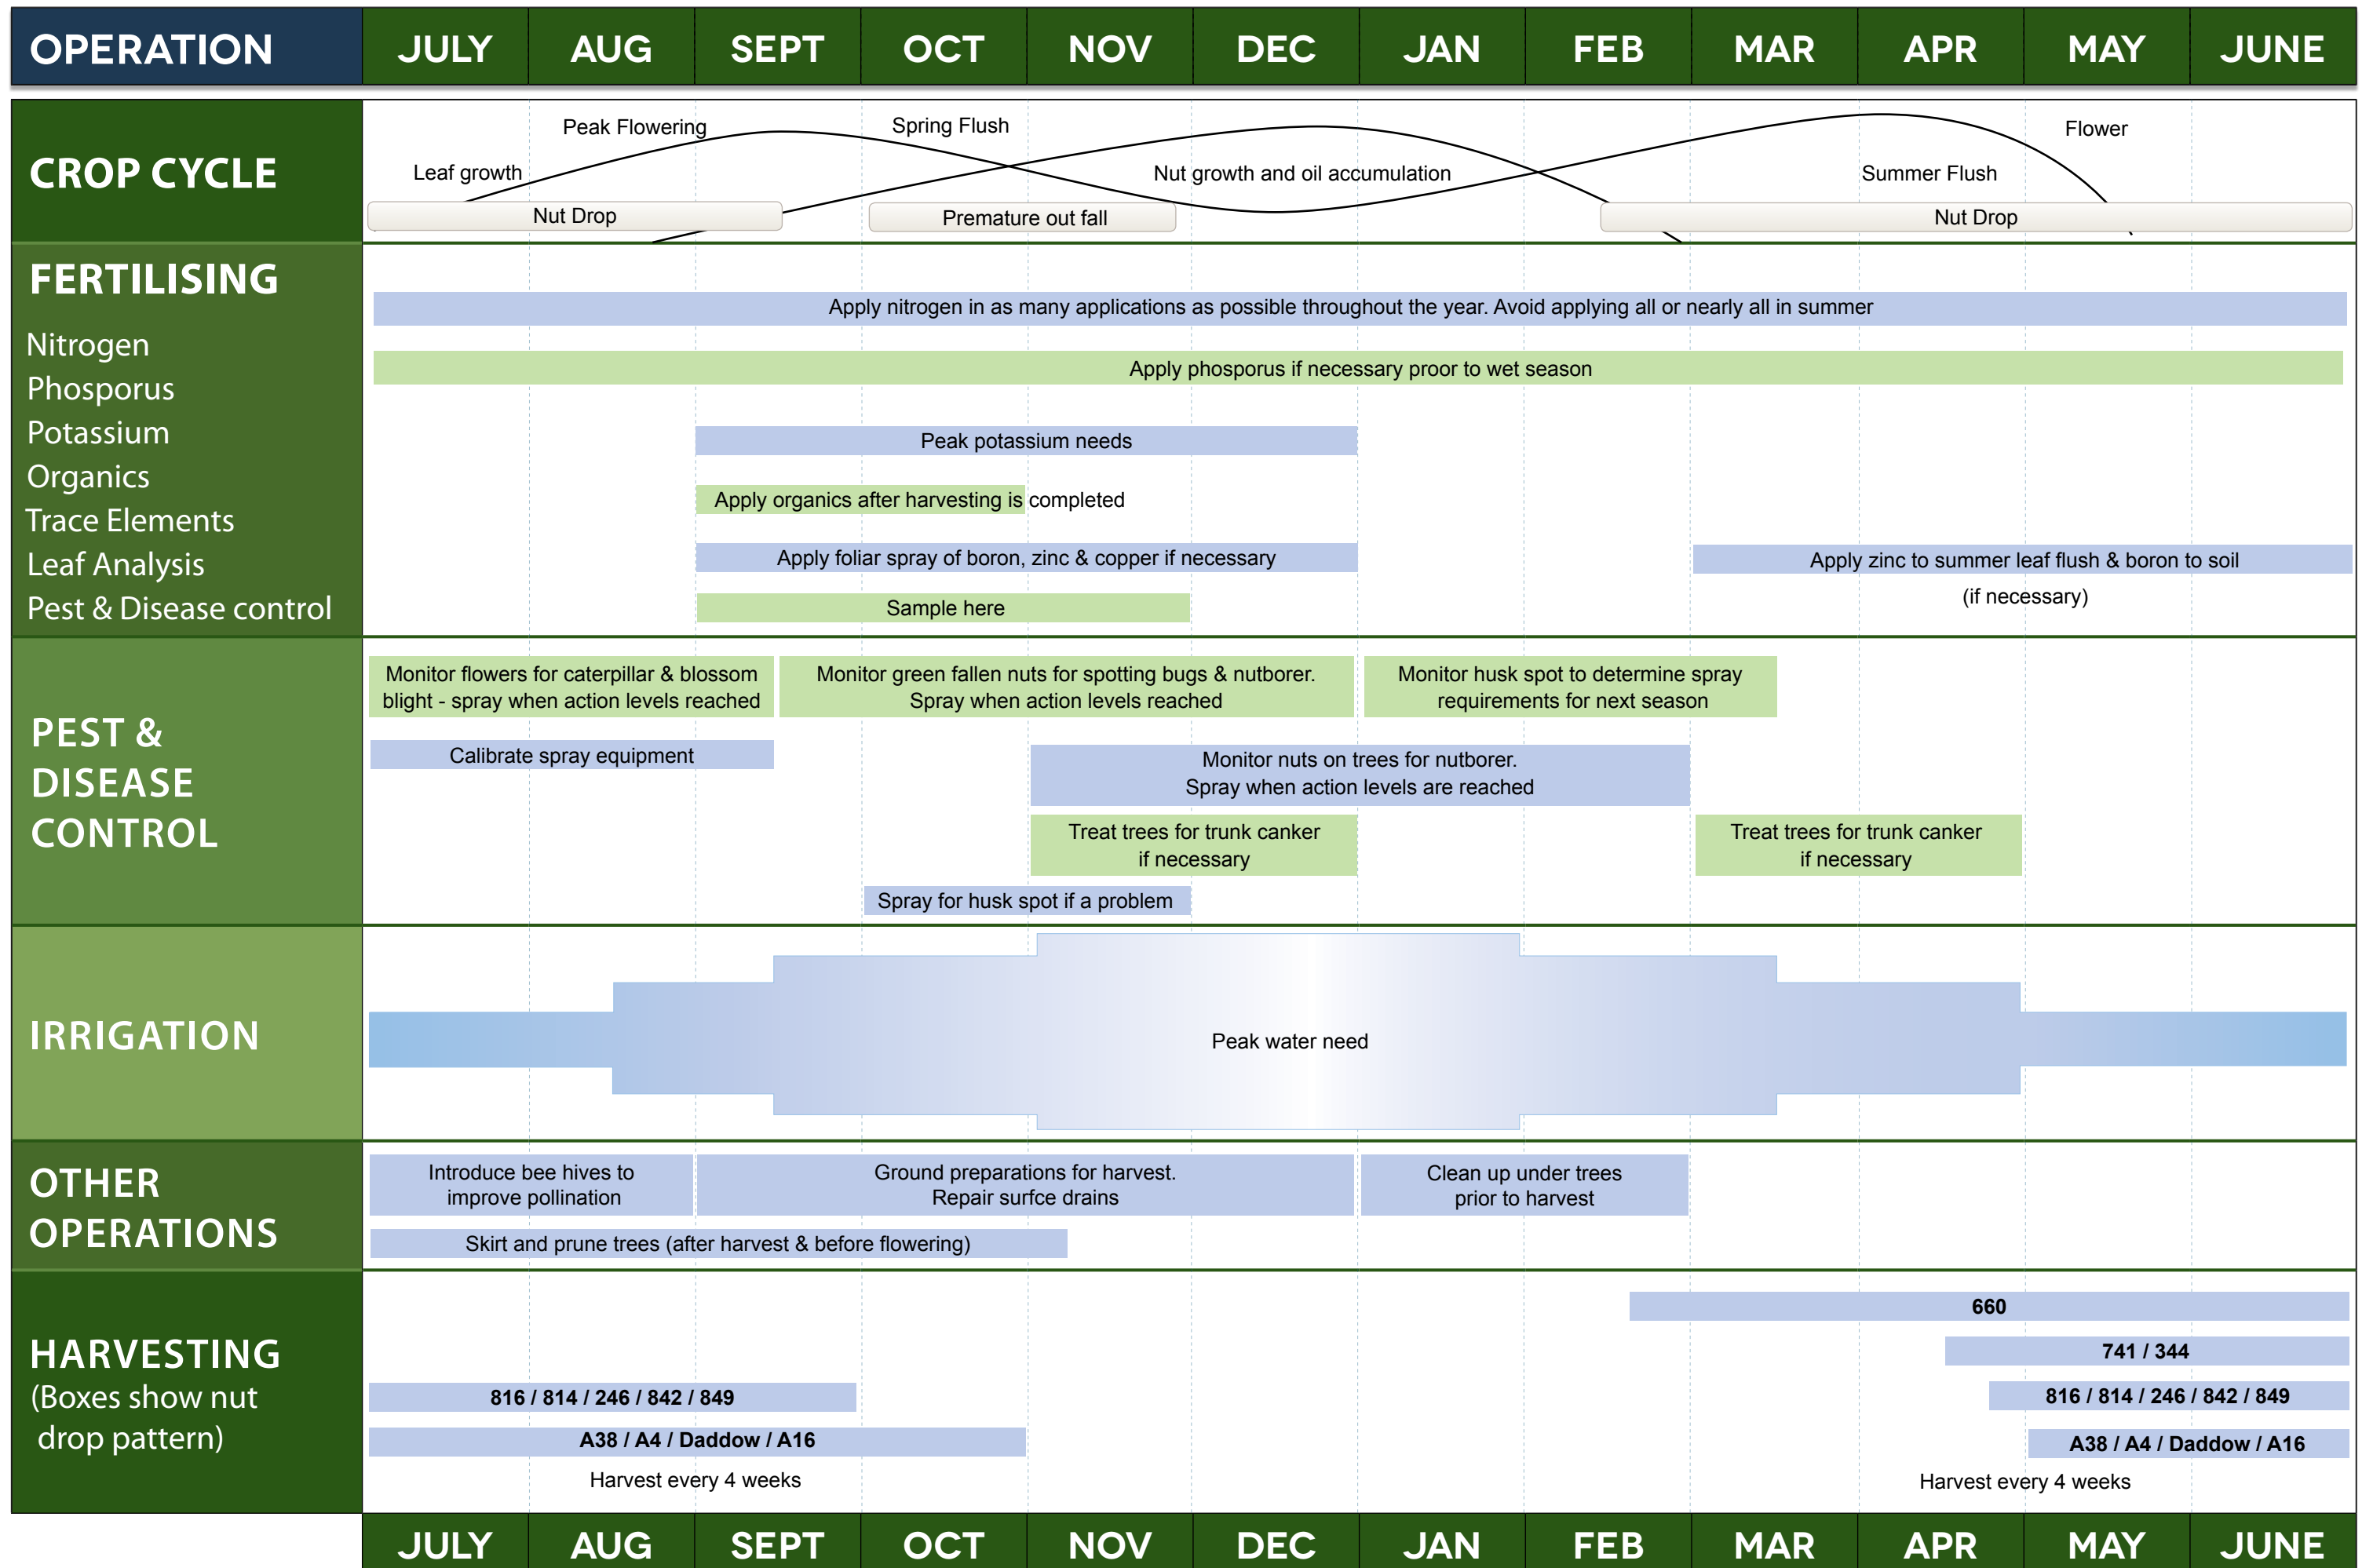 OPERATION JULY AUG SEPT OCT NOV DEC JAN FEB MAR APR MAY JUNE
CROP CYCLE
Peak Flowering
Spring Flush
Flower
Leaf growth
Nut growth and oil accumulation
Summer Flush
Nut Drop
Premature out fall
Nut Drop
FERTILISING
Nitrogen
Phosporus
Potassium
Organics
Trace Elements
Leaf Analysis
Pest & Disease control
Apply nitrogen in as many applications as possible throughout the year. Avoid applying all or nearly all in summer
Apply phosporus if necessary proor to wet season
Peak potassium needs
Apply organics after harvesting is completed
Apply foliar spray of boron, zinc & copper if necessary
Apply zinc to summer leaf flush & boron to soil
(if necessary)
Sample here
PEST &
DISEASE
CONTROL
Monitor flowers for caterpillar & blossom
blight - spray when action levels reached
Monitor green fallen nuts for spotting bugs & nutborer.
Spray when action levels reached
Monitor husk spot to determine spray
requirements for next season
Calibrate spray equipment
Monitor nuts on trees for nutborer.
Spray when action levels are reached
Treat trees for trunk canker
if necessary
Treat trees for trunk canker
if necessary
Spray for husk spot if a problem
IRRIGATION
Peak water need
OTHER
OPERATIONS
Introduce bee hives to
improve pollination
Ground preparations for harvest.
Repair surfce drains
Clean up under trees
prior to harvest
Skirt and prune trees (after harvest & before flowering)
HARVESTING
(Boxes show nut
drop pattern)
660
741 / 344
816 / 814 / 246 / 842 / 849
816 / 814 / 246 / 842 / 849
A38 / A4 / Daddow / A16
A38 / A4 / Daddow / A16
Harvest every 4 weeks
Harvest every 4 weeks
JULY AUG SEPT OCT NOV DEC JAN FEB MAR APR MAY JUNE